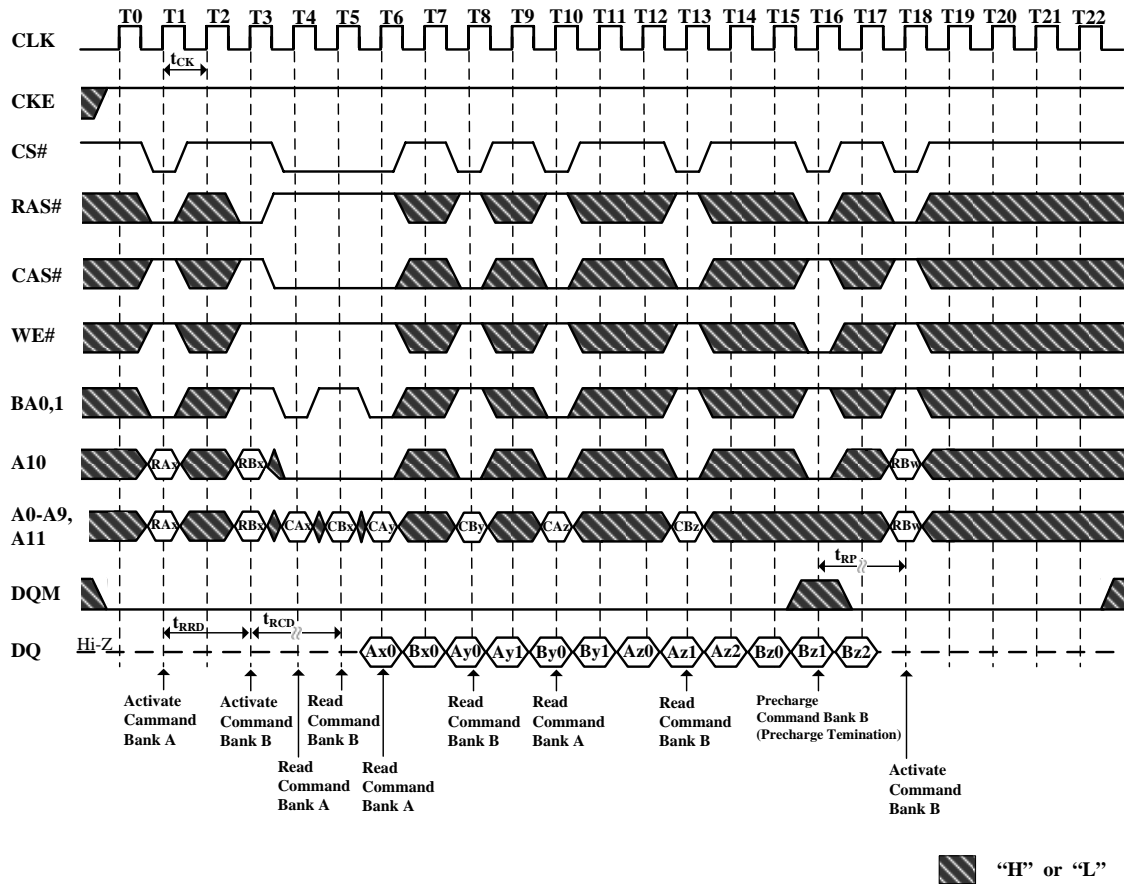 T0 T1 T2 T3 T4 T5 T6 T7 T8 T9 T10 T11 T12 T13 T14 T15 T16 T17 T18 T19 T20 T21 T22
CLK
tCK
CKE
CS#
RAS#
CAS#
WE#
BA0,1
A10
RAx RBx RBw
A0-A9,
A11
RAx RBx CAx CBx CAy CBy CAz CBz RBw
tRP
DQM
tRRD tRCD
DQ
Hi-Z
Ax0 Bx0 Ay0 Ay1 By0 By1 Az0 Az1 Az2 Bz0 Bz1 Bz2
Activate
Cammand
Bank A
Activate
Command
Bank B
Read
Command
Bank B
Read
Command
Bank B
Read
Command
Bank A
Read
Command
Bank B
Precharge
Command Bank B
(Precharge Temination)
Read
Command
Bank A
Read
Command
Bank A
Activate
Command
Bank B
“H” or “L”